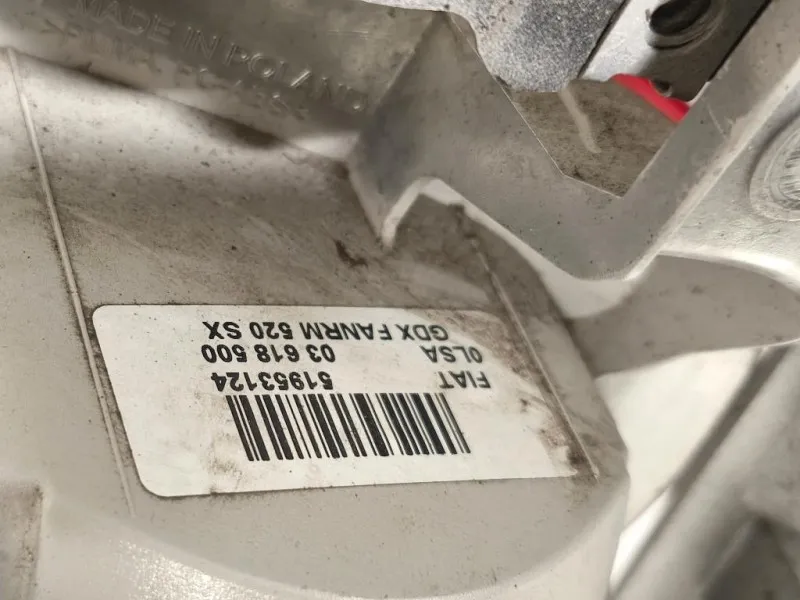 MADE IN POLAND
FIAT 51953124
OLSA 03 618 500
GDX FANRM 520 SX